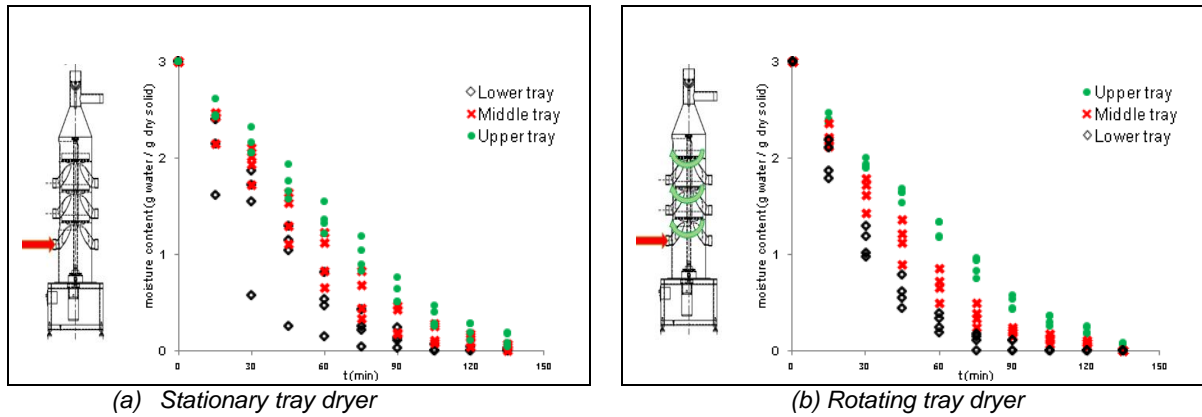 moisture content(g water / g dry solid)
3
2
1
0
0 30 60 90 120 150
t(min)
Lower tray
Middle tray
Upper tray
(a) Stationary tray dryer
moisture content(g water / g dry solid)
3
2
1
0
0 30 60 90 120 150
t(min)
Upper tray
Middle tray
Lower tray
(b) Rotating tray dryer